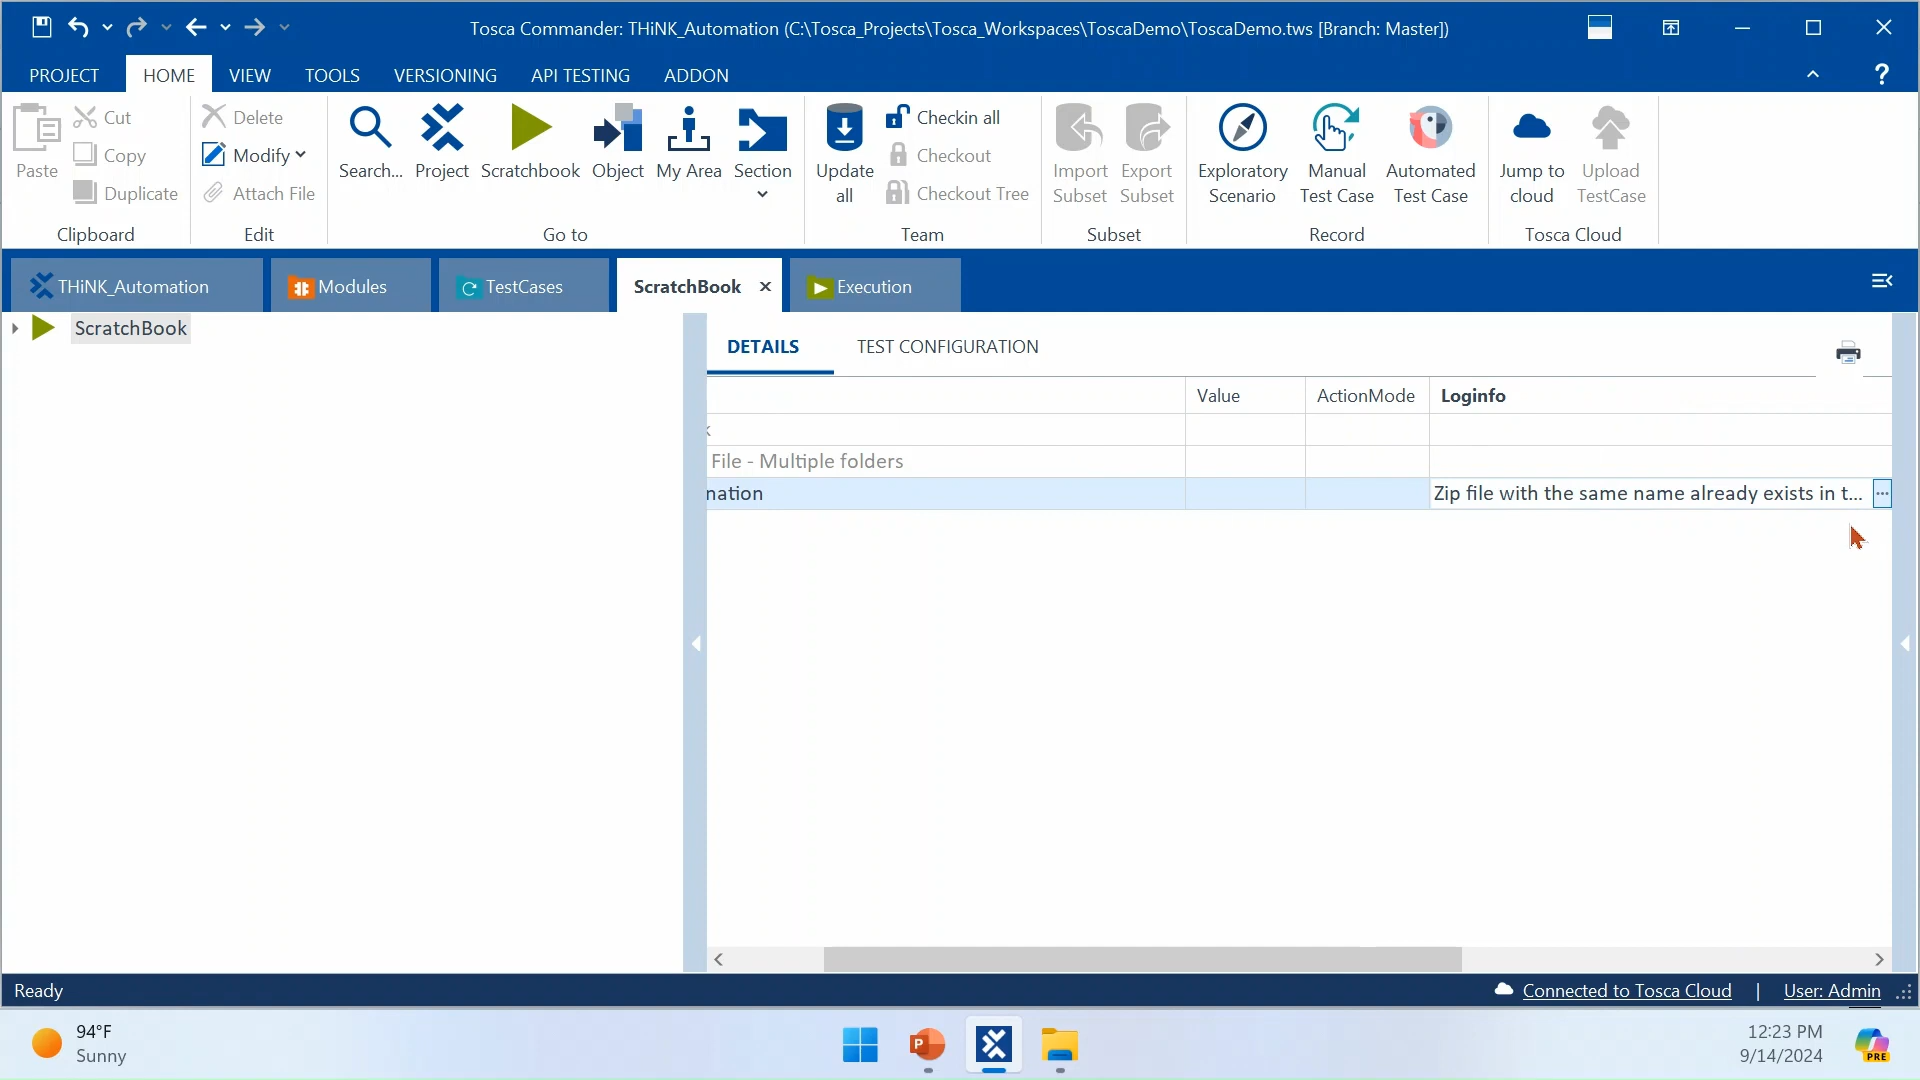 Tosca Commander: THiNK_Automation (C:\Tosca_Projects\Tosca_Workspaces\ToscaDemo\ToscaDemo.tws [Branch: Master])
PROJECT HOME VIEW TOOLS VERSIONING API TESTING ADDON ?
Paste
Cut
Copy
Duplicate
Clipboard
Delete
Modify
Attach File
Edit
Search...
Project
Scratchbook
Object
My Area
Section
Go to
Update
all
Checkin all
Checkout
Checkout Tree
Team
Import
Subset
Export
Subset
Subset
Exploratory
Scenario
Manual
Test Case
Automated
Test Case
Record
Jump to
cloud
Upload
TestCase
Tosca Cloud
THiNK_Automation Modules TestCases ScratchBook Execution
ScratchBook
DETAILS TEST CONFIGURATION
Value ActionMode Loginfo
k
File - Multiple folders
nation Zip file with the same name already exists in t... ...
Ready Connected to Tosca Cloud | User: Admin
94°F
Sunny
P
12:23 PM
9/14/2024
PRE